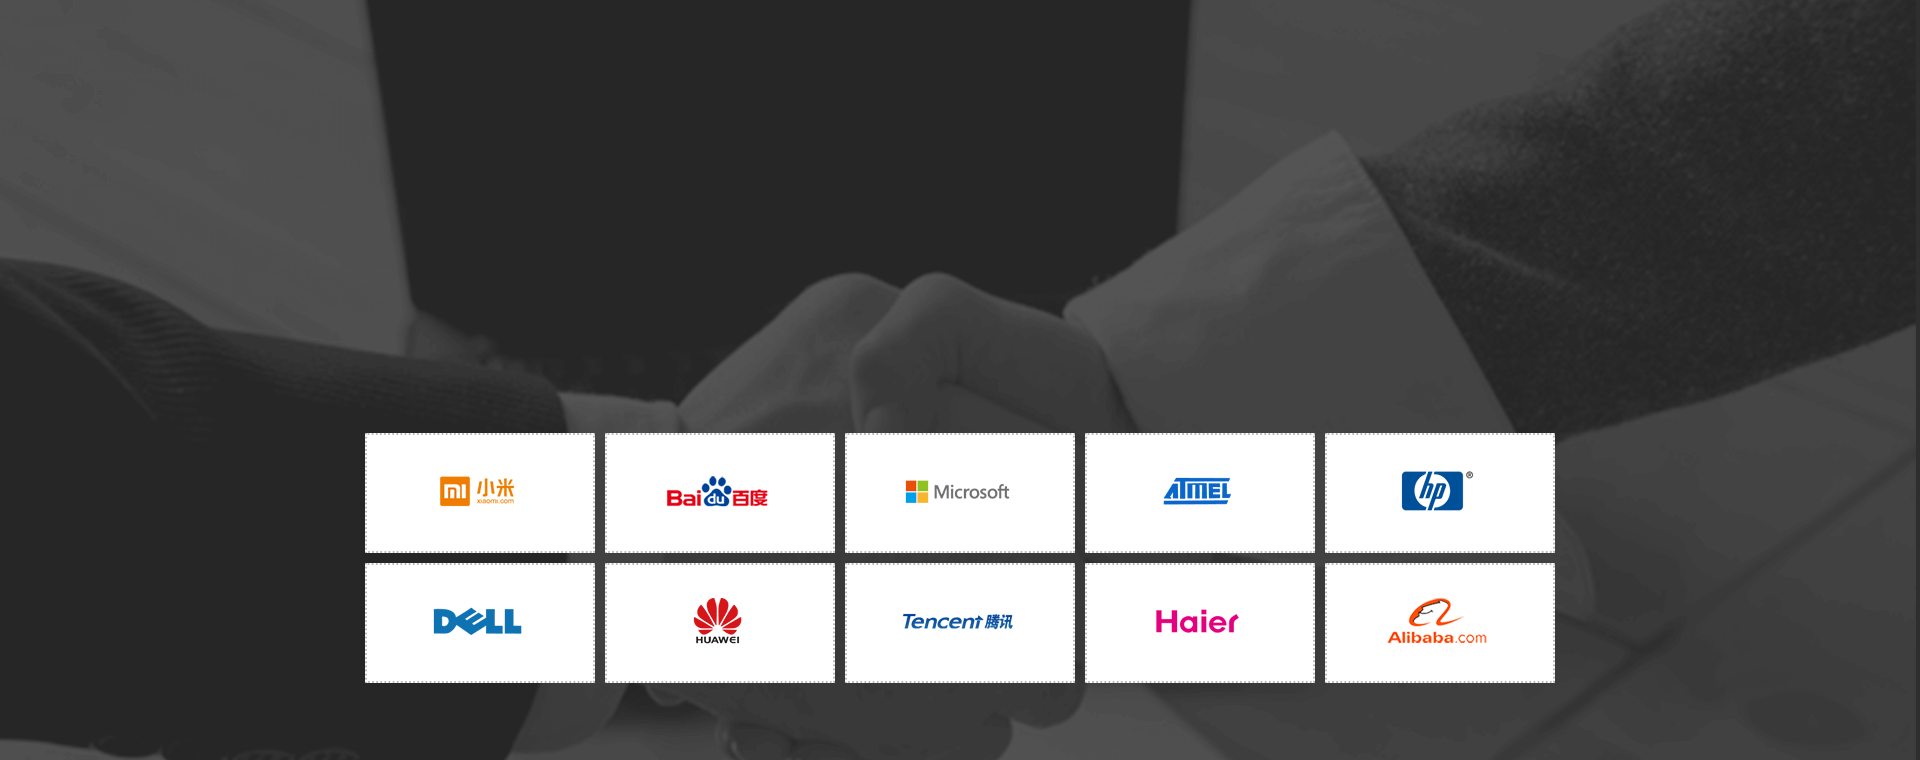 mi 小米
xiaomi.com
Bai du 百度
Microsoft
ATMEL
hp ®
DELL
HUAWEI
Tencent 腾讯
Haier
Alibaba.com